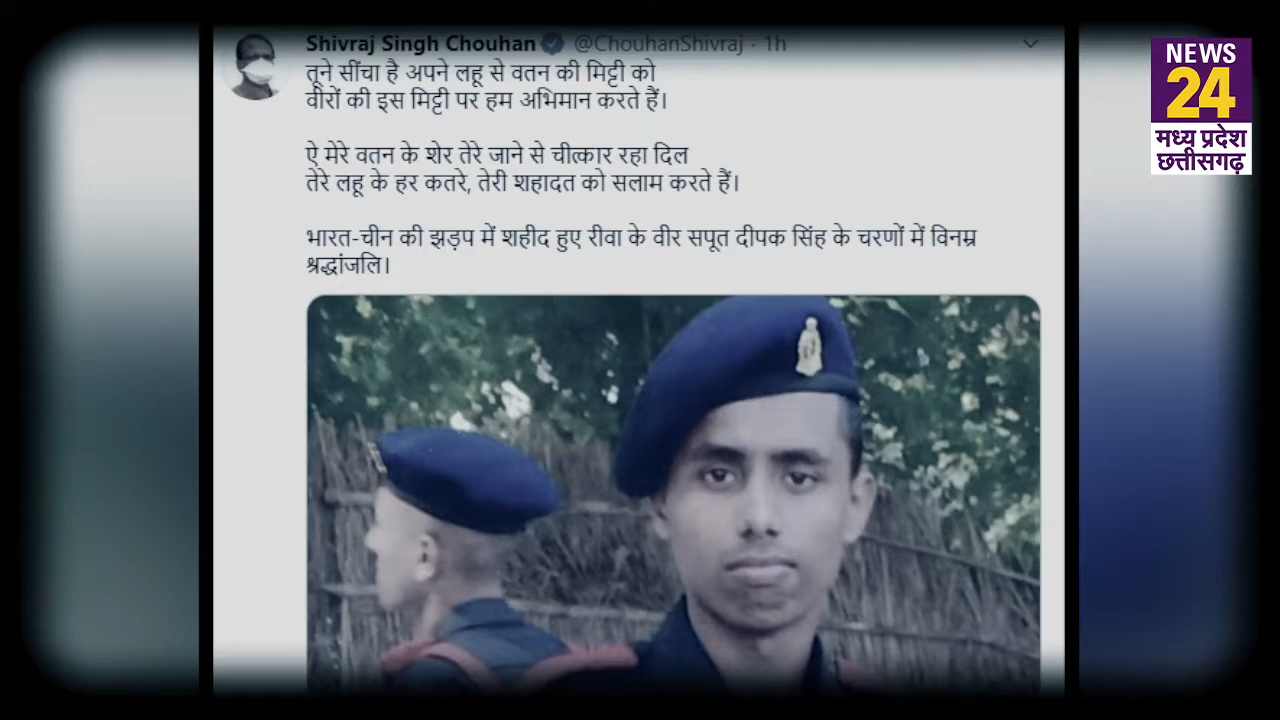 Shivraj Singh Chouhan @ChouhanShivraj · 1h
तूने सींचा है अपने लहू से वतन की मिट्टी को
वीरों की इस मिट्टी पर हम अभिमान करते हैं।
ऐ मेरे वतन के शेर तेरे जाने से चीत्कार रहा दिल
तेरे लहू के हर कतरे, तेरी शहादत को सलाम करते हैं।
भारत-चीन की झड़प में शहीद हुए रीवा के वीर सपूत दीपक सिंह के चरणों में विनम्र
श्रद्धांजलि।
NEWS
24
मध्य प्रदेश
छत्तीसगढ़